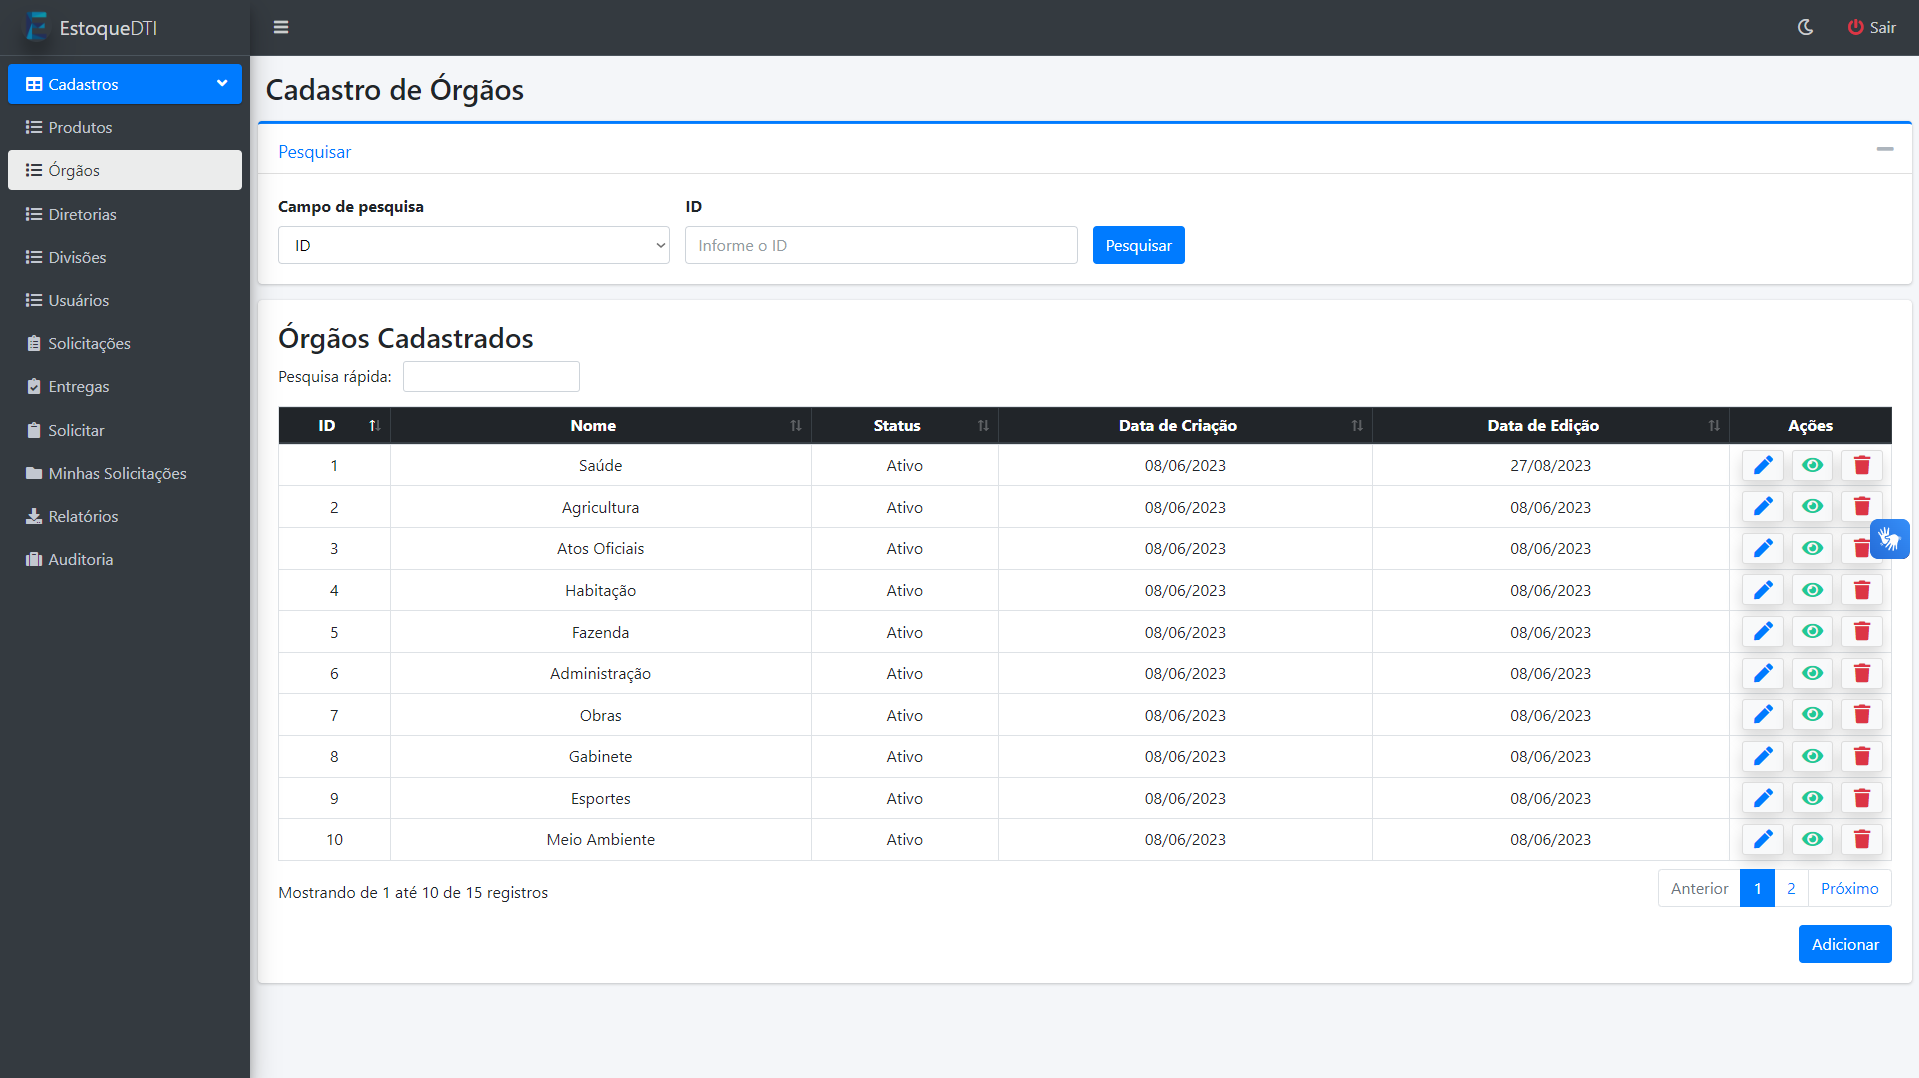 EstoqueDTI
Sair
Cadastros
Produtos
Órgãos
Diretorias
Divisões
Usuários
Solicitações
Entregas
Solicitar
Minhas Solicitações
Relatórios
Auditoria
Cadastro de Órgãos
Pesquisar
Campo de pesquisa ID
ID Informe o ID Pesquisar
Órgãos Cadastrados
Pesquisa rápida:
ID Nome Status Data de Criação Data de Edição Ações
1 Saúde Ativo 08/06/2023 27/08/2023
2 Agricultura Ativo 08/06/2023 08/06/2023
3 Atos Oficiais Ativo 08/06/2023 08/06/2023
4 Habitação Ativo 08/06/2023 08/06/2023
5 Fazenda Ativo 08/06/2023 08/06/2023
6 Administração Ativo 08/06/2023 08/06/2023
7 Obras Ativo 08/06/2023 08/06/2023
8 Gabinete Ativo 08/06/2023 08/06/2023
9 Esportes Ativo 08/06/2023 08/06/2023
10 Meio Ambiente Ativo 08/06/2023 08/06/2023
Mostrando de 1 até 10 de 15 registros
Anterior 1 2 Próximo
Adicionar